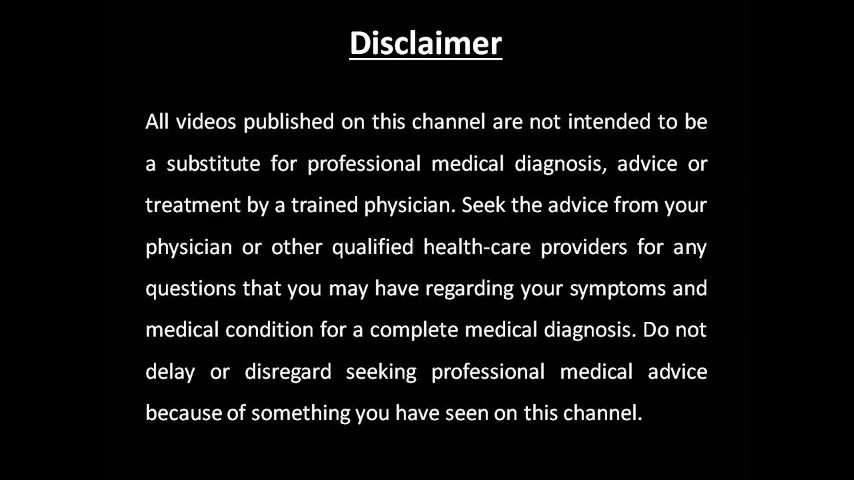 Disclaimer
All videos published on this channel are not intended to be
a substitute for professional medical diagnosis, advice or
treatment by a trained physician. Seek the advice from your
physician or other qualified health-care providers for any
questions that you may have regarding your symptoms and
medical condition for a complete medical diagnosis. Do not
delay or disregard seeking professional medical advice
because of something you have seen on this channel.